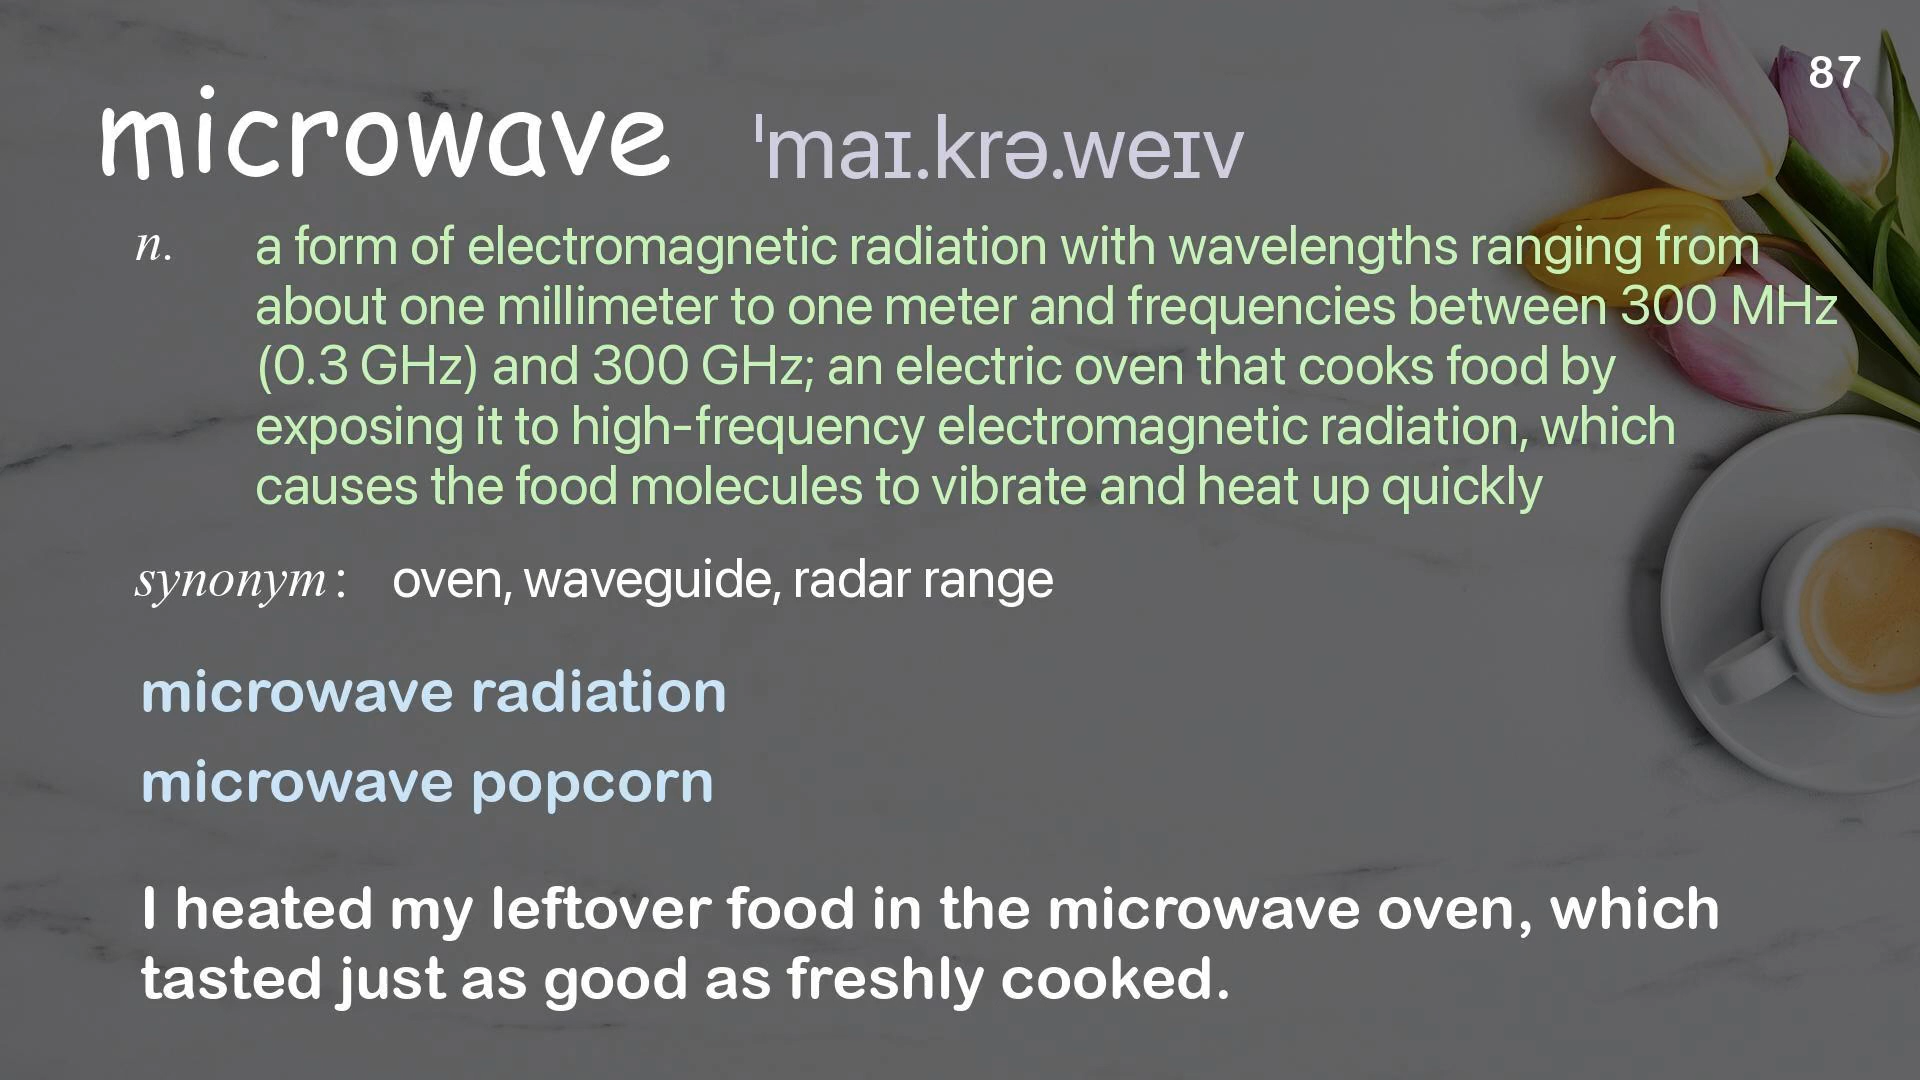 87
microwave ˈmaɪ.krə.weɪv
n. a form of electromagnetic radiation with wavelengths ranging from
about one millimeter to one meter and frequencies between 300 MHz
(0.3 GHz) and 300 GHz; an electric oven that cooks food by
exposing it to high-frequency electromagnetic radiation, which
causes the food molecules to vibrate and heat up quickly
synonym: oven, waveguide, radar range
microwave radiation
microwave popcorn
I heated my leftover food in the microwave oven, which
tasted just as good as freshly cooked.